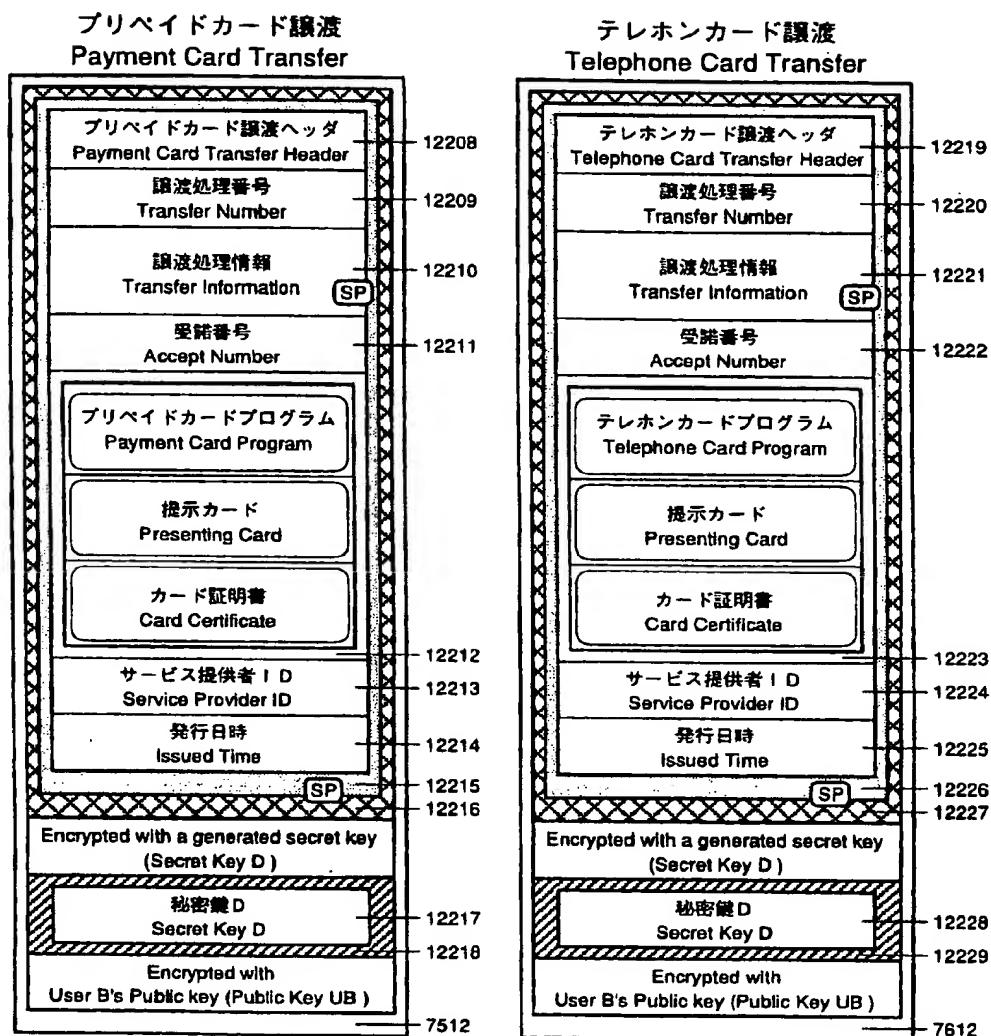 プリペイドカード譲渡
Payment Card Transfer
プリペイドカード譲渡ヘッダ
Payment Card Transfer Header
12208
譲渡処理番号
Transfer Number
12209
譲渡処理情報
Transfer Information
SP
12210
受諾番号
Accept Number
12211
プリペイドカードプログラム
Payment Card Program
提示カード
Presenting Card
カード証明書
Card Certificate
12212
サービス提供者ID
Service Provider ID
12213
発行日時
Issued Time
12214
SP
12215
12216
Encrypted with a generated secret key
(Secret Key D )
秘密鍵D
Secret Key D
12217
12218
Encrypted with
User B's Public key (Public Key UB )
7512
テレホンカード譲渡
Telephone Card Transfer
テレホンカード譲渡ヘッダ
Telephone Card Transfer Header
12219
譲渡処理番号
Transfer Number
12220
譲渡処理情報
Transfer Information
SP
12221
受諾番号
Accept Number
12222
テレホンカードプログラム
Telephone Card Program
提示カード
Presenting Card
カード証明書
Card Certificate
12223
サービス提供者ID
Service Provider ID
12224
発行日時
Issued Time
12225
SP
12226
12227
Encrypted with a generated secret key
(Secret Key D )
秘密鍵D
Secret Key D
12228
12229
Encrypted with
User B's Public key (Public Key UB )
7612